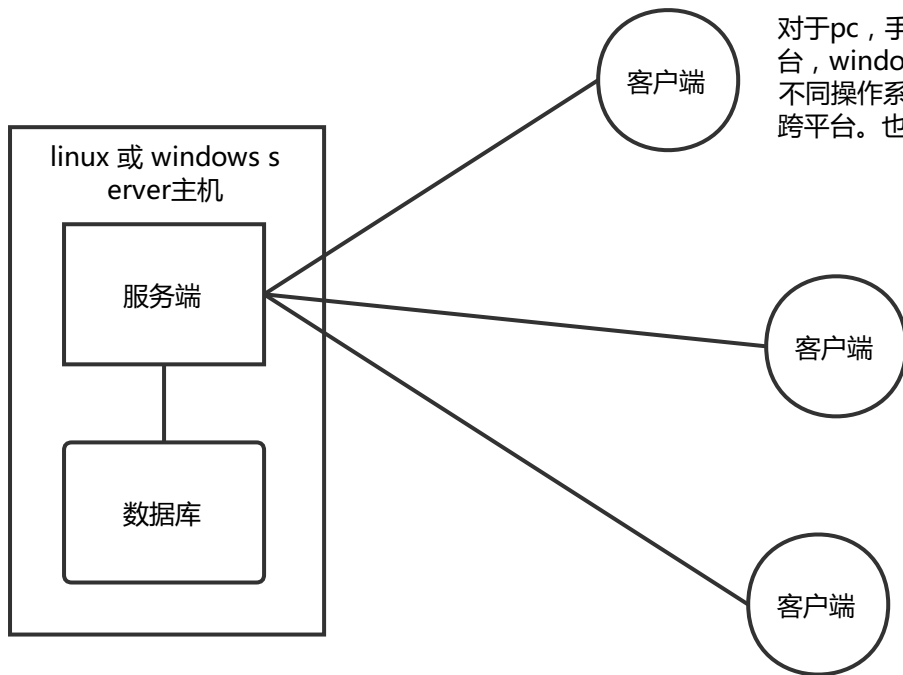 对于pc，手
台，windo
不同操作系
跨平台。也
客户端
linux 或 windows s
erver主机
服务端
客户端
数据库
客户端